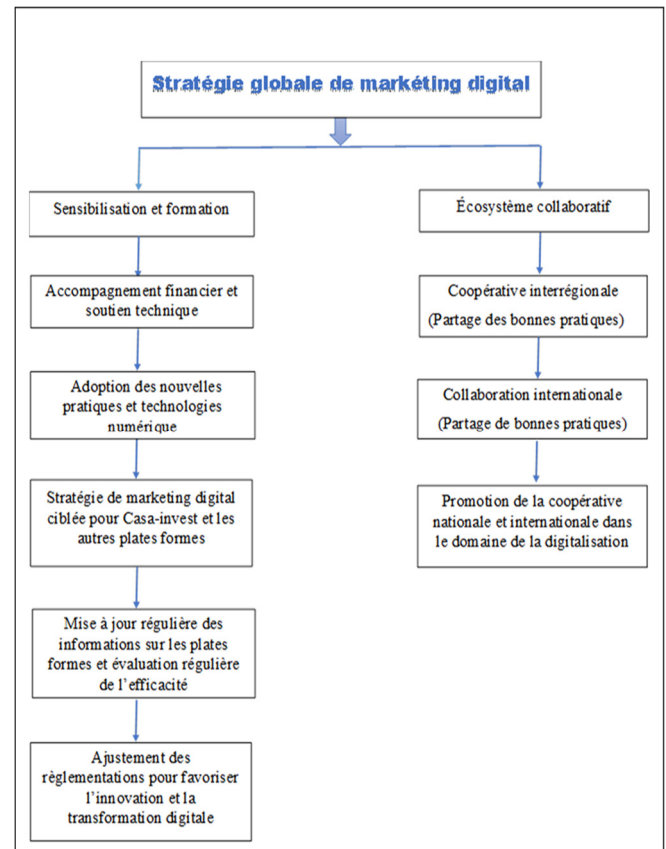 Stratégie globale de markéting digital
Sensibilisation et formation
Accompagnement financier et
soutien technique
Adoption des nouvelles
pratiques et technologies
numérique
Stratégie de marketing digital
ciblée pour Casa-invest et les
autres plates formes
Mise à jour régulière des
informations sur les plates
formes et évaluation régulière
de l’efficacité
Ajustement des
règlementations pour favoriser
l’innovation et la
transformation digitale
Écosystème collaboratif
Coopérative interrégionale
(Partage des bonnes pratiques)
Collaboration internationale
(Partage de bonnes pratiques)
Promotion de la coopérative
nationale et internationale dans
le domaine de la digitalisation